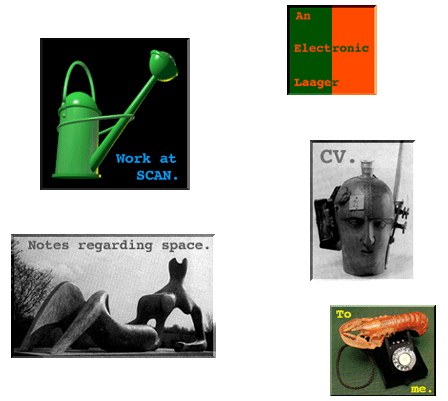 An
Electronic
Laager
Work at
SCAN.
CV.
Notes regarding space.
To
me.